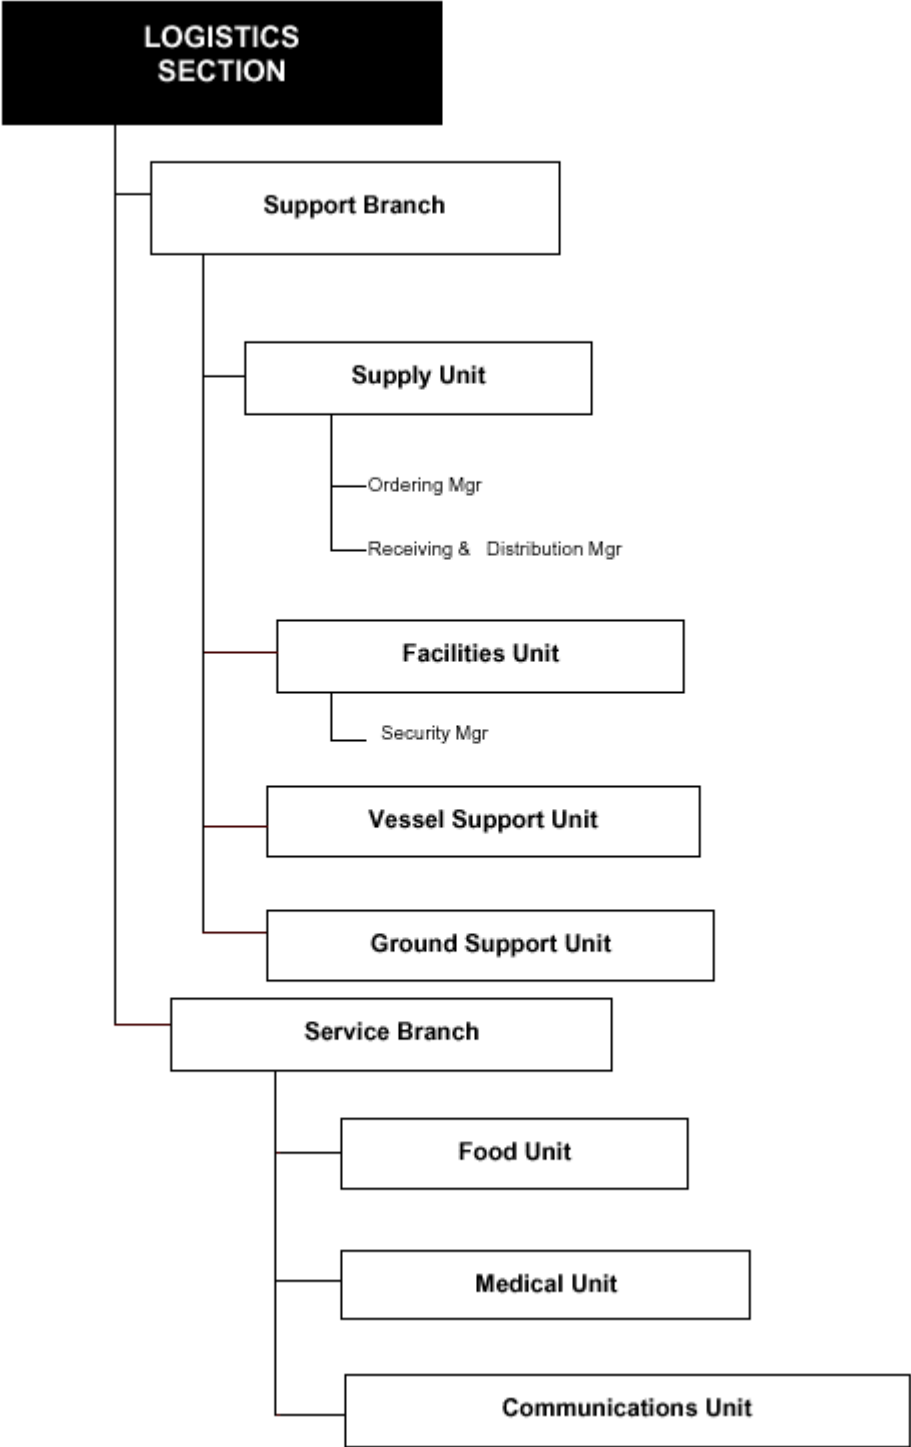 LOGISTICS
SECTION
Support Branch
Supply Unit
Ordering Mgr
Receiving & Distribution Mgr
Facilities Unit
Security Mgr
Vessel Support Unit
Ground Support Unit
Service Branch
Food Unit
Medical Unit
Communications Unit